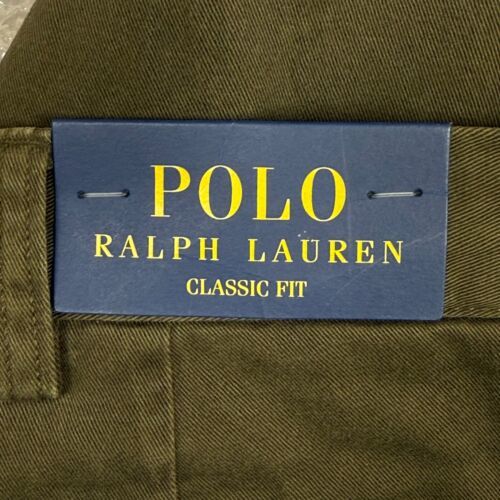 POLO
RALPH LAUREN
CLASSIC FIT